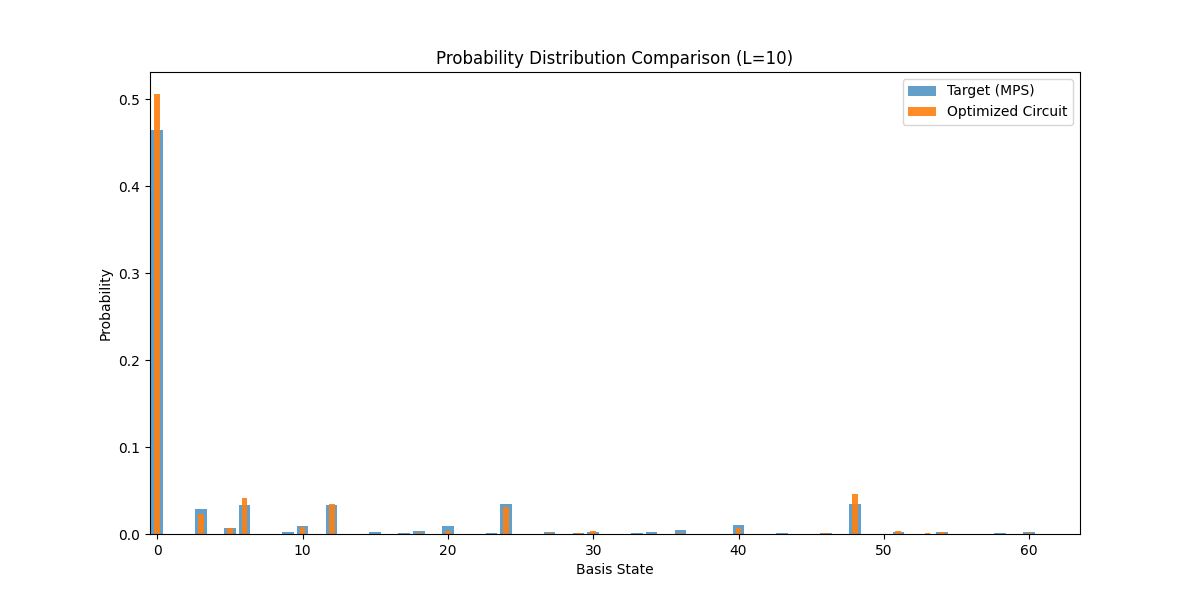 Probability Distribution Comparison (L=10)
Target (MPS)
Optimized Circuit
Probability
0.5
0.4
0.3
0.2
0.1
0.0
0 10 20 30 40 50 60
Basis State